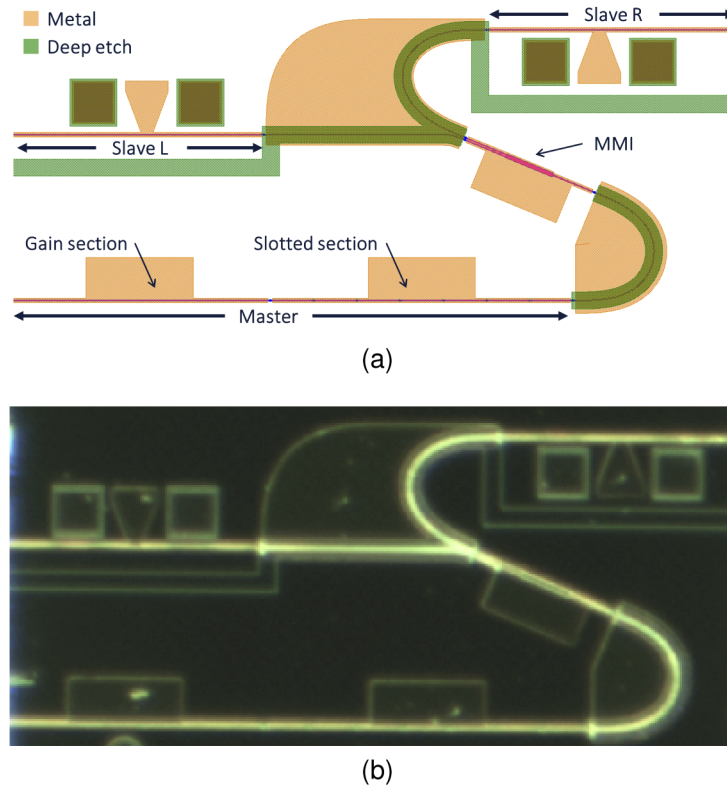 Metal
Deep etch
Slave R
Slave L
MMI
Gain section
Slotted section
Master
(a)
(b)